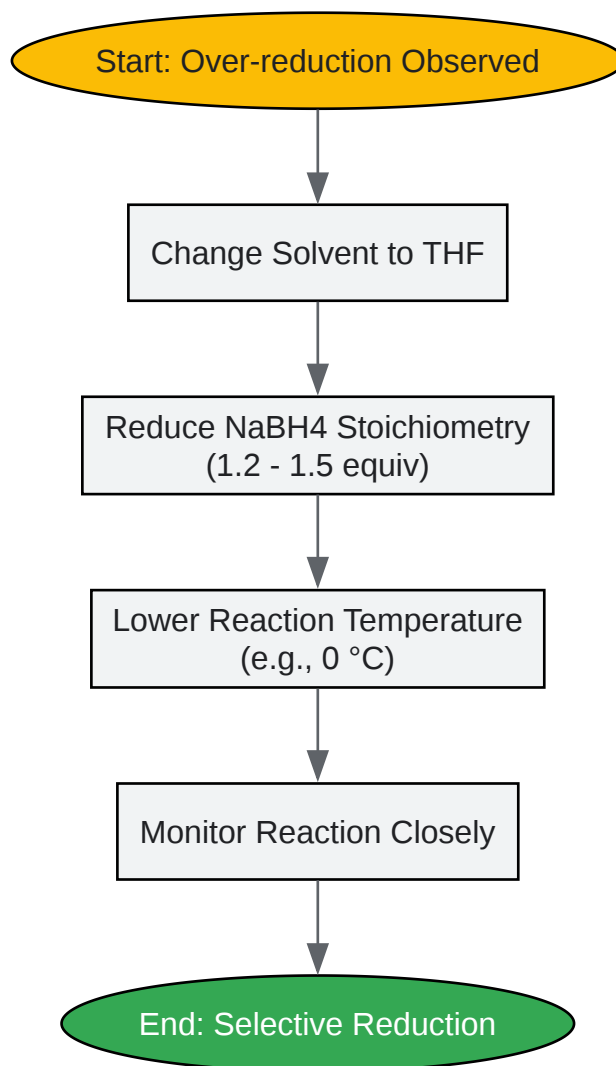 Start: Over-reduction Observed
Change Solvent to THF
Reduce NaBH4 Stoichiometry
(1.2 - 1.5 equiv)
Lower Reaction Temperature
(e.g., 0 °C)
Monitor Reaction Closely
End: Selective Reduction